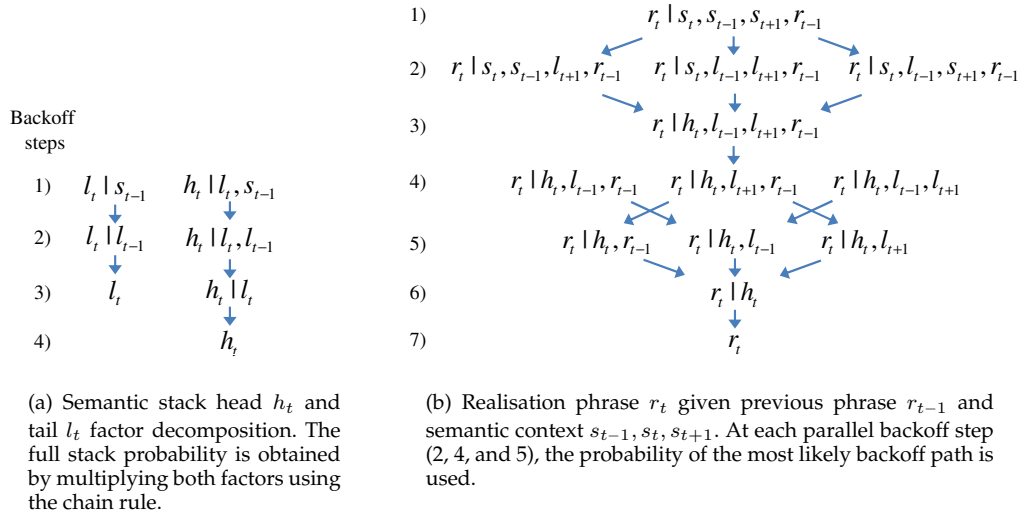 Backoff
steps
1) l_t | s_{t-1} h_t | l_t, s_{t-1}
2) l_t | l_{t-1} h_t | l_t, l_{t-1}
3) l_t h_t | l_t
4) h_t
(a) Semantic stack head h_t and
tail l_t factor decomposition. The
full stack probability is obtained
by multiplying both factors using
the chain rule.
1) r_t | s_t, s_{t-1}, s_{t+1}, r_{t-1}
2) r_t | s_t, s_{t-1}, l_{t+1}, r_{t-1} r_t | s_t, l_{t-1}, l_{t+1}, r_{t-1} r_t | s_t, l_{t-1}, s_{t+1}, r_{t-1}
3) r_t | h_t, l_{t-1}, l_{t+1}, r_{t-1}
4) r_t | h_t, l_{t-1}, r_{t-1} r_t | h_t, l_{t+1}, r_{t-1} r_t | h_t, l_{t-1}, l_{t+1}
5) r_t | h_t, r_{t-1} r_t | h_t, l_{t-1} r_t | h_t, l_{t+1}
6) r_t | h_t
7) r_t
(b) Realisation phrase r_t given previous phrase r_{t-1} and
semantic context s_{t-1}, s_t, s_{t+1}. At each parallel backoff step
(2, 4, and 5), the probability of the most likely backoff path is
used.